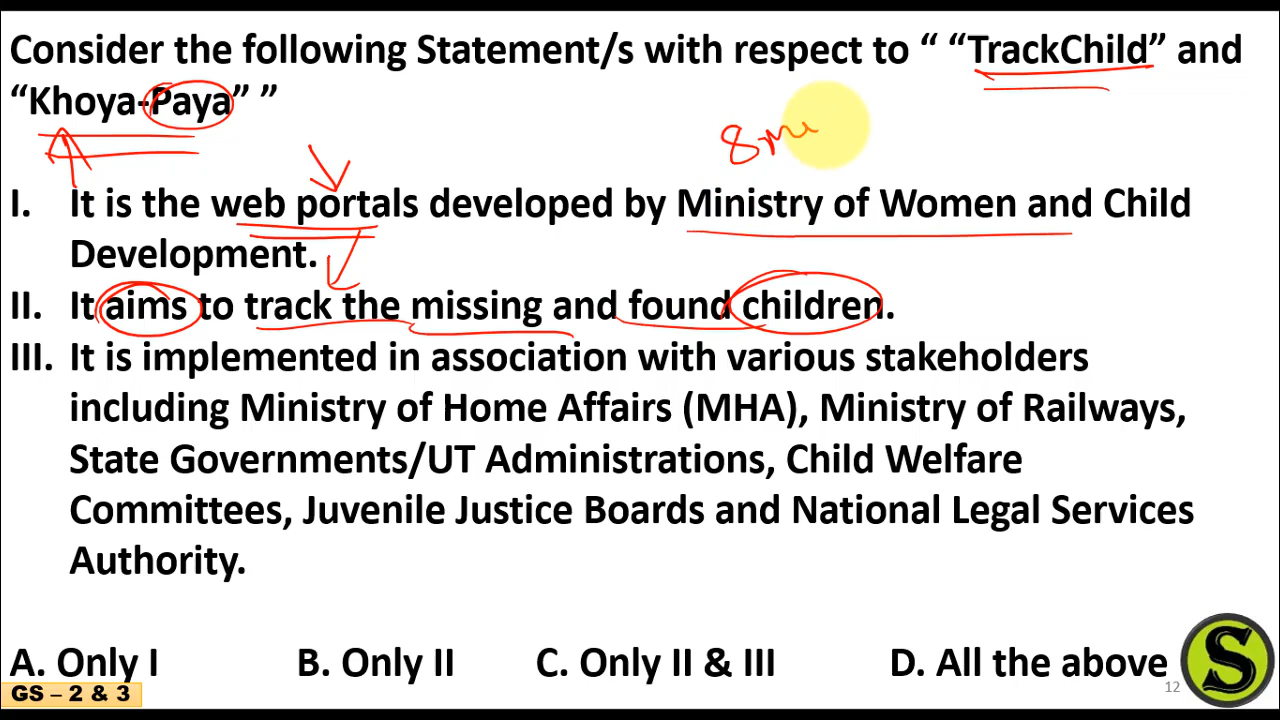 Consider the following Statement/s with respect to “ “TrackChild” and
“Khoya-Paya” ”
I. It is the web portals developed by Ministry of Women and Child
Development.
II. It aims to track the missing and found children.
III. It is implemented in association with various stakeholders
including Ministry of Home Affairs (MHA), Ministry of Railways,
State Governments/UT Administrations, Child Welfare
Committees, Juvenile Justice Boards and National Legal Services
Authority.
A. Only I B. Only II C. Only II & III D. All the above
GS – 2 & 3
12
S